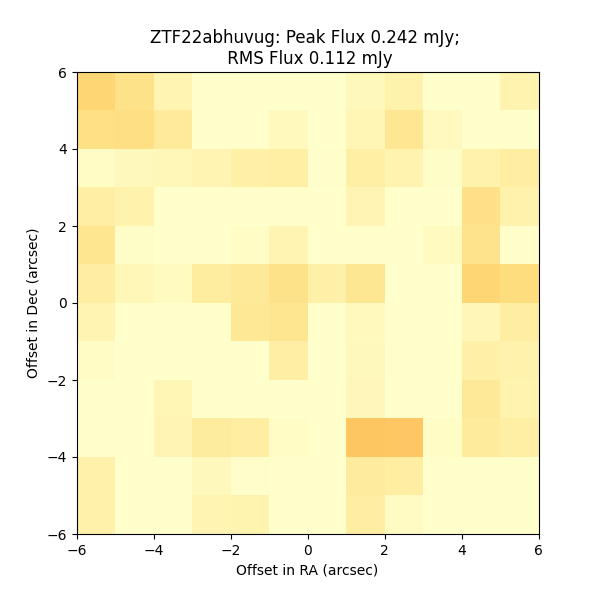 ZTF22abhuvug: Peak Flux 0.242 mJy;
RMS Flux 0.112 mJy
6
4
2
0
−2
−4
−6
Offset in Dec (arcsec)
−6 −4 −2 0 2 4 6
Offset in RA (arcsec)